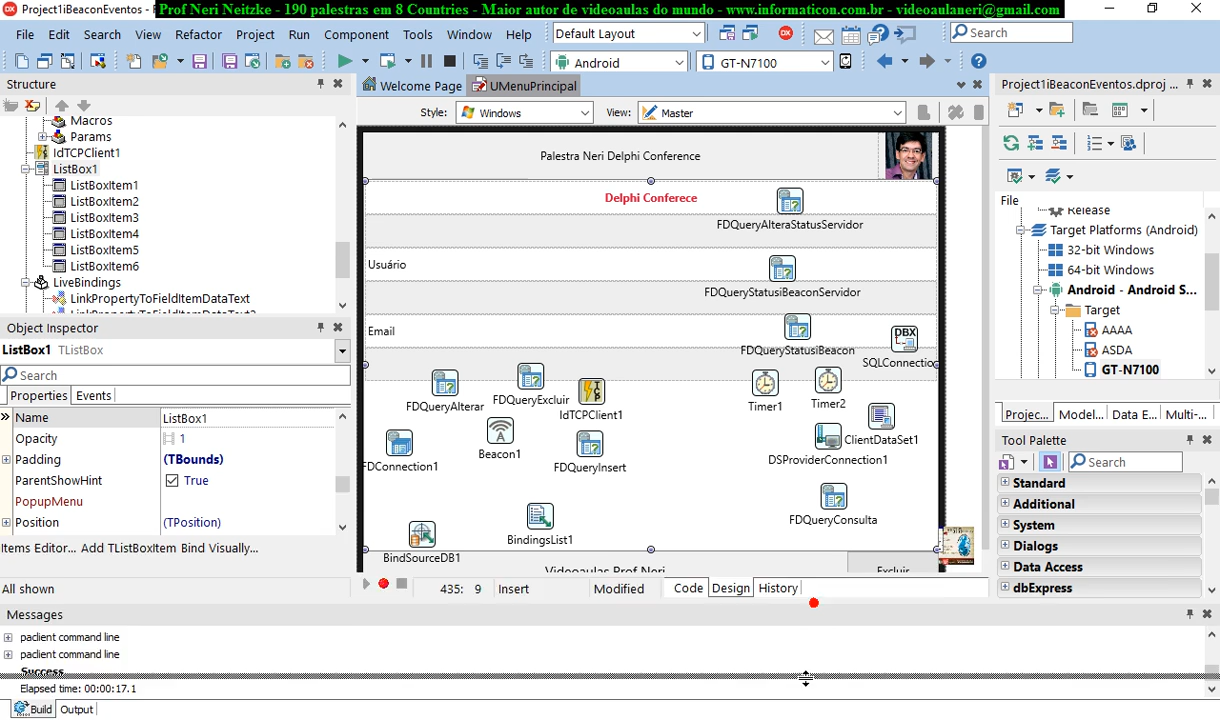 Project1iBeaconEventos - F
Prof Neri Neitzke - 190 palestras em 8 Countries - Maior autor de videoaulas do mundo - www.informaticon.com.br - videoaulaneri@gmail.com
File Edit Search View Refactor Project Run Component Tools Window Help
Default Layout
Search
Android
GT-N7100
Structure
Macros
Params
IdTCPClient1
ListBox1
ListBoxItem1
ListBoxItem2
ListBoxItem3
ListBoxItem4
ListBoxItem5
ListBoxItem6
LiveBindings
LinkPropertyToFieldItemDataText
LinkPropertyToFieldItemDataText2
Object Inspector
ListBox1 TListBox
Search
Properties Events
Name ListBox1
Opacity 1
Padding (TBounds)
ParentShowHint True
PopupMenu
Position (TPosition)
Items Editor... Add TListBoxItem Bind Visually...
All shown
Welcome Page UMenuPrincipal
Style: Windows View: Master
Palestra Neri Delphi Conference
Delphi Conferece
FDQueryAlteraStatusServidor
Usuário
FDQueryStatusiBeaconServidor
Email
FDQueryStatusiBeacon
DBX
SQLConnectio
FDQueryAlterar
FDQueryExcluir
IdTCPClient1
Timer1
Timer2
FDConnection1
Beacon1
FDQueryInsert
DSProviderConnection1
ClientDataSet1
FDQueryConsulta
BindSourceDB1
BindingsList1
Videoaulas Prof Neri
Excluir
435: 9 Insert Modified Code Design History
Project1iBeaconEventos.dproj ...
File
Release
Target Platforms (Android)
32-bit Windows
64-bit Windows
Android - Android S...
Target
AAAA
ASDA
GT-N7100
Projec... Model... Data E... Multi-...
Tool Palette
Search
Standard
Additional
System
Dialogs
Data Access
dbExpress
Messages
paclient command line
paclient command line
Success
Elapsed time: 00:00:17.1
Build Output